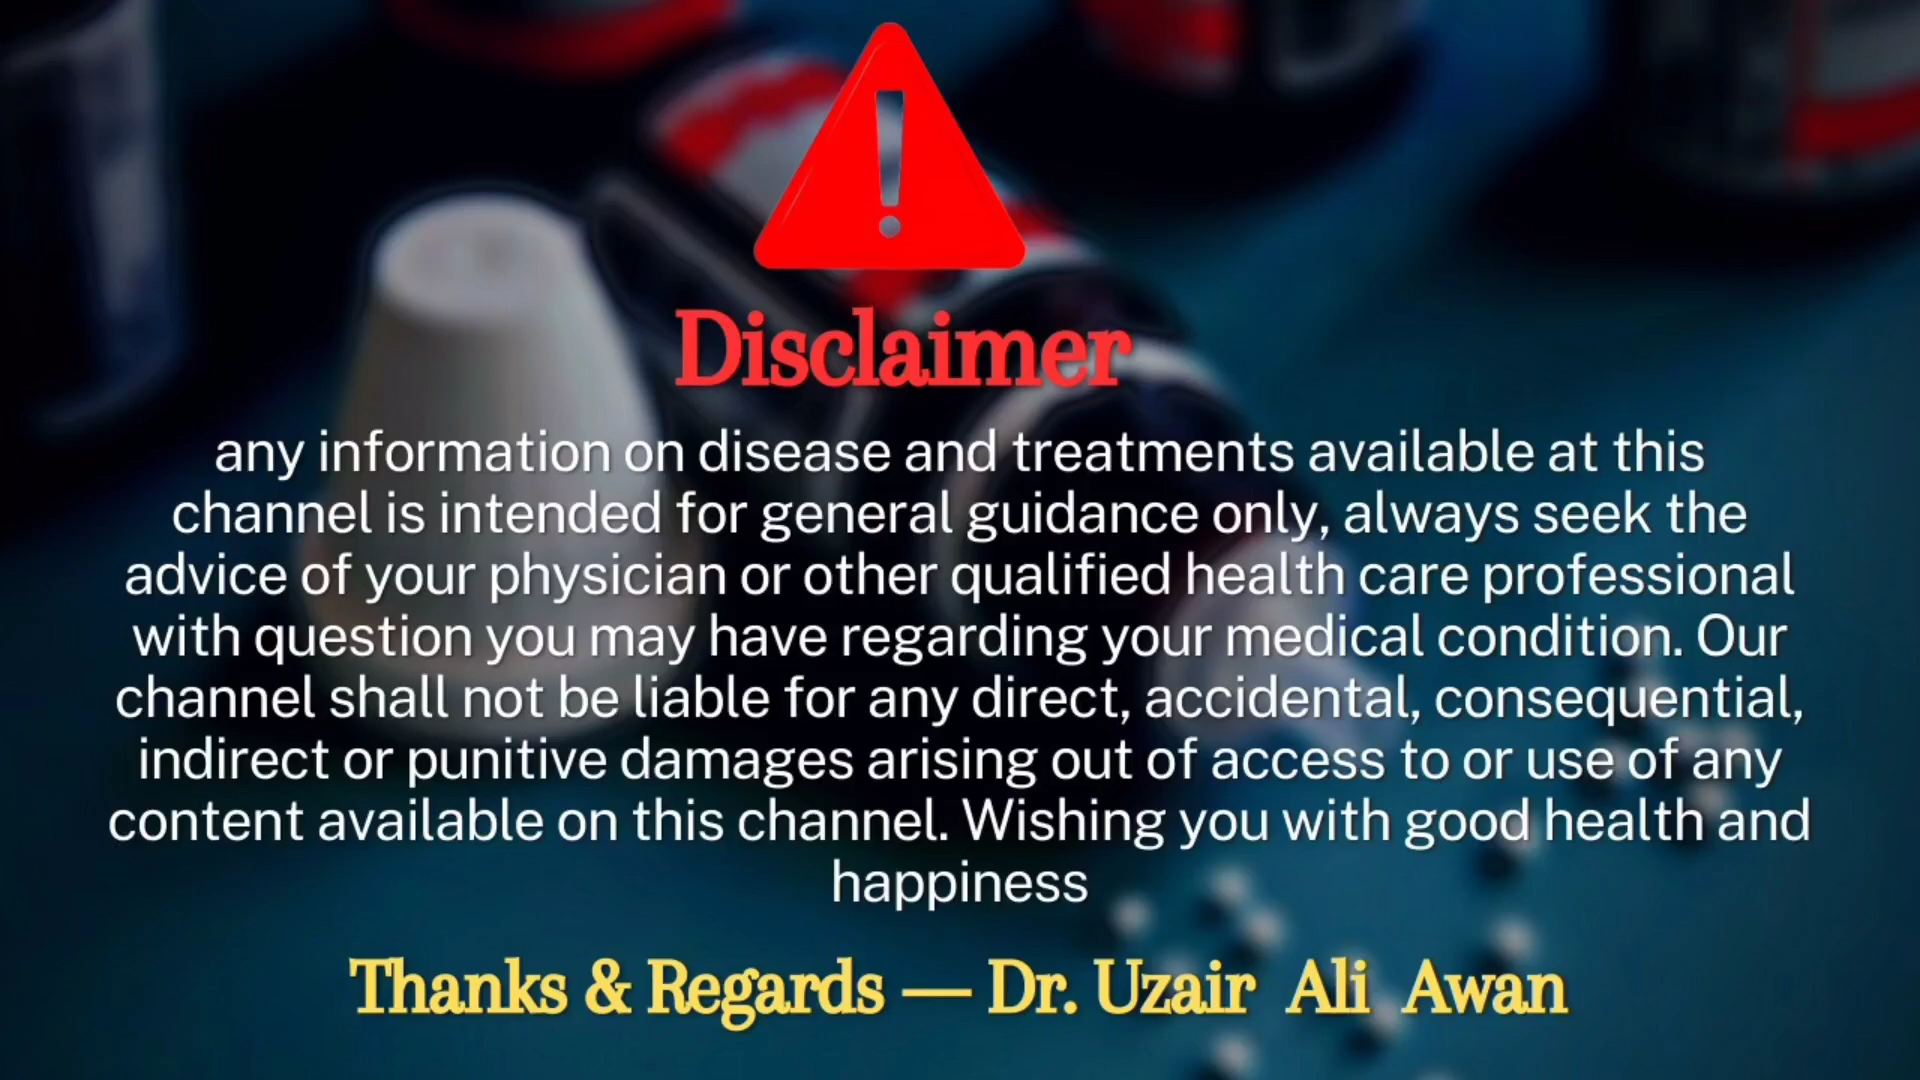 Disclaimer
any information on disease and treatments available at this
channel is intended for general guidance only, always seek the
advice of your physician or other qualified health care professional
with question you may have regarding your medical condition. Our
channel shall not be liable for any direct, accidental, consequential,
indirect or punitive damages arising out of access to or use of any
content available on this channel. Wishing you with good health and
happiness
Thanks & Regards — Dr. Uzair Ali Awan